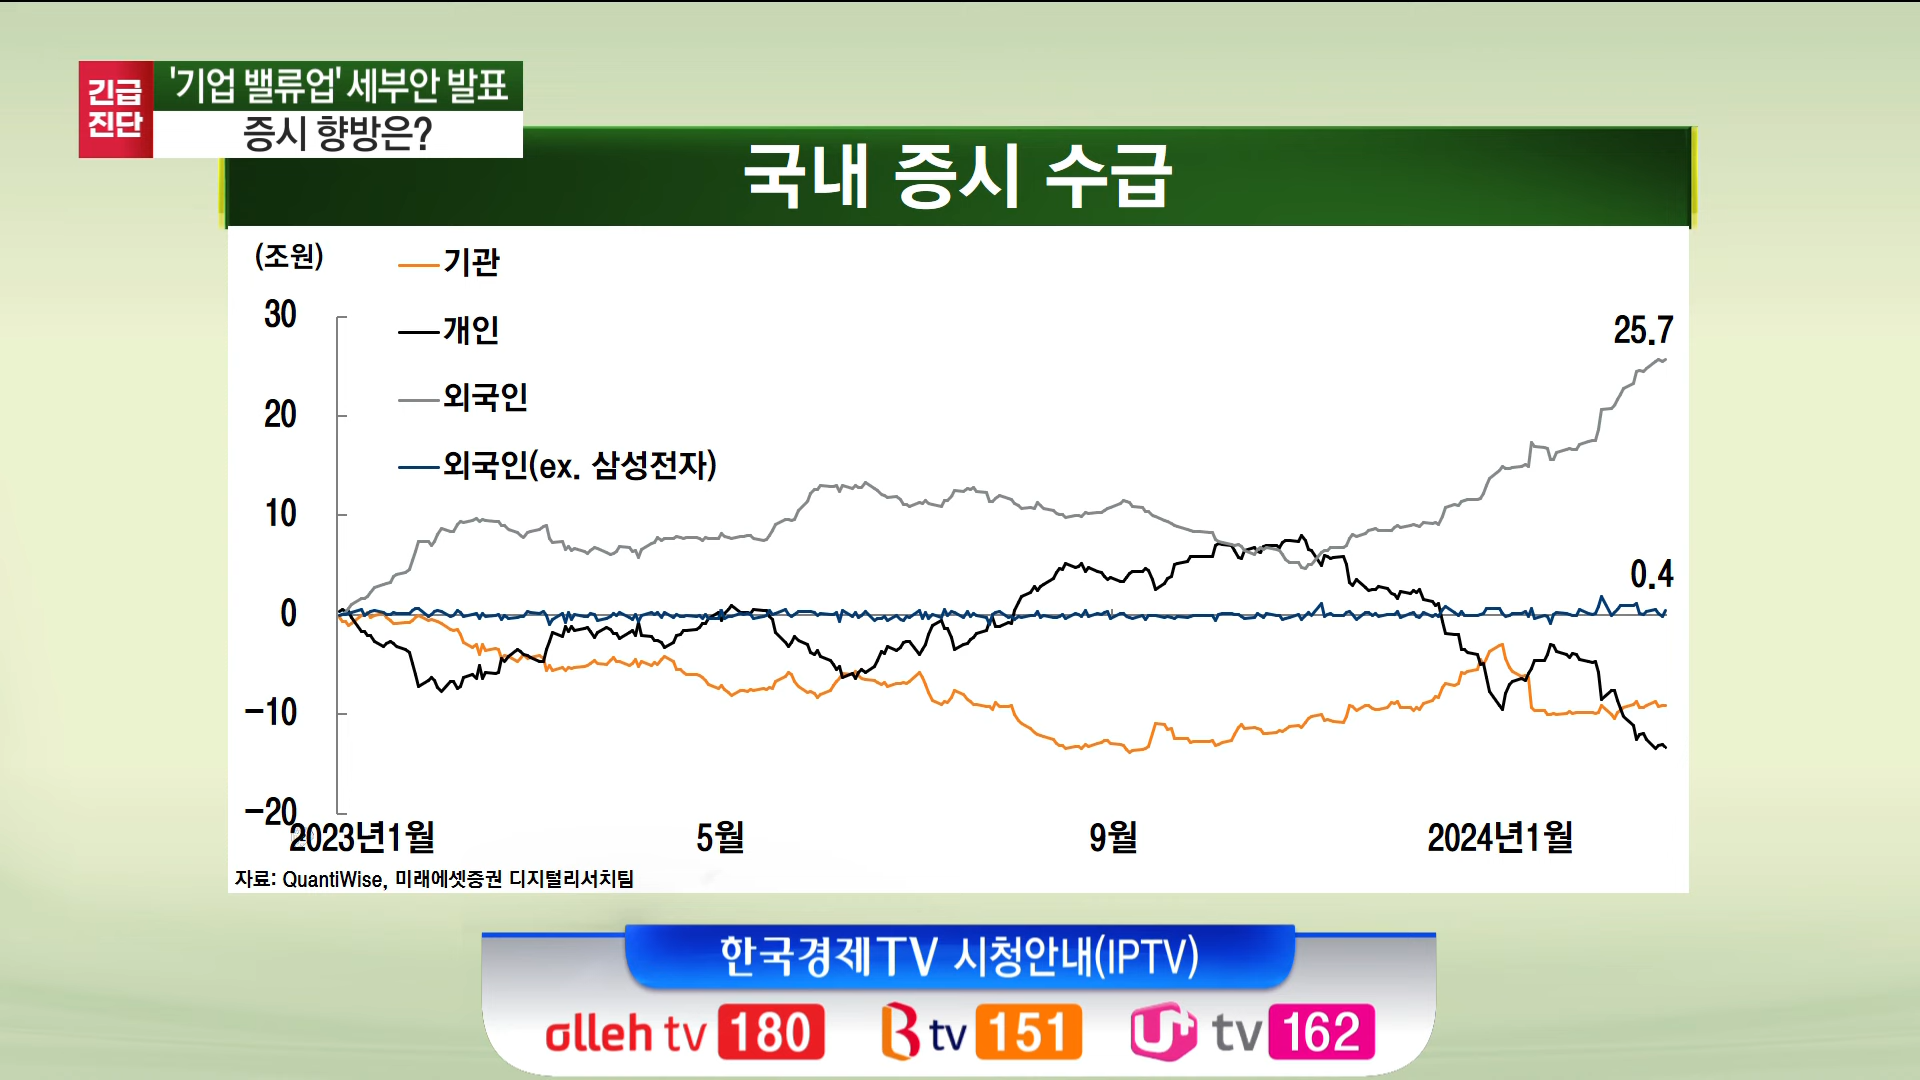 긴급
진단
'기업 밸류업' 세부안 발표
증시 향방은?
국내 증시 수급
(조원)
기관
개인
외국인
외국인(ex. 삼성전자)
30
20
10
0
-10
-20
25.7
0.4
2023년1월
5월
9월
2024년1월
자료: QuantiWise, 미래에셋증권 디지털리서치팀
한국경제TV 시청안내(IPTV)
olleh tv 180
B tv 151
U+ tv 162